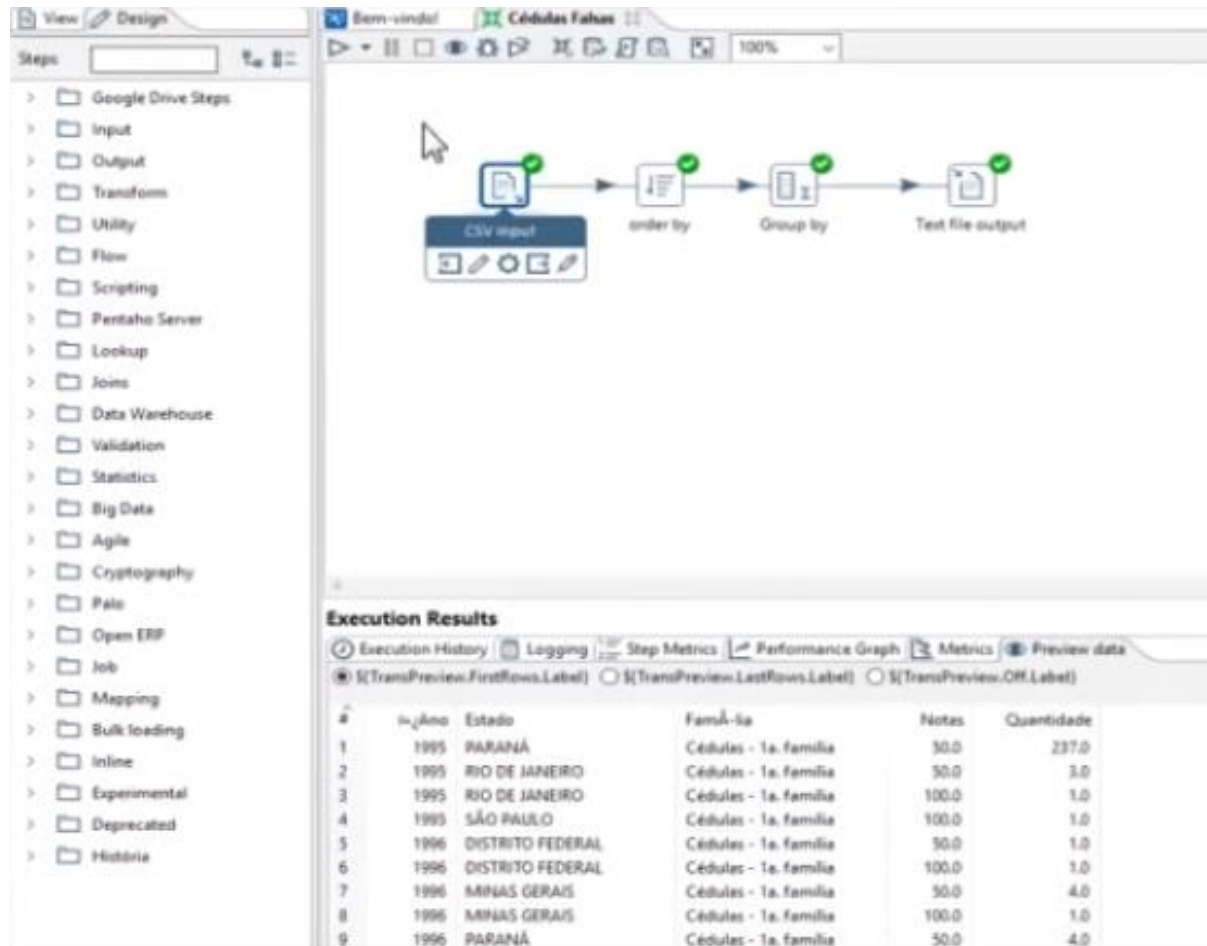 View Design
Steps
Google Drive Steps
Input
Output
Transform
Utility
Flow
Scripting
Pentaho Server
Lookup
Joins
Data Warehouse
Validation
Statistics
Big Data
Agile
Cryptography
Palo
Open ERP
Job
Mapping
Bulk loading
Inline
Experimental
Deprecated
História
Bem-vindo! Cédulas Falsas
100%
CSV input order by Group by Text file output
Execution Results
Execution History Logging Step Metrics Performance Graph Metrics Preview data
${TransPreview.FirstRows.Label} ${TransPreview.LastRows.Label} ${TransPreview.Off.Label}
# ï»¿Ano Estado FamÃ­lia Notas Quantidade
1 1995 PARANÁ Cédulas - 1a. família 50.0 237.0
2 1995 RIO DE JANEIRO Cédulas - 1a. família 50.0 3.0
3 1995 RIO DE JANEIRO Cédulas - 1a. família 100.0 1.0
4 1995 SÃO PAULO Cédulas - 1a. família 100.0 1.0
5 1996 DISTRITO FEDERAL Cédulas - 1a. família 50.0 1.0
6 1996 DISTRITO FEDERAL Cédulas - 1a. família 100.0 1.0
7 1996 MINAS GERAIS Cédulas - 1a. família 50.0 4.0
8 1996 MINAS GERAIS Cédulas - 1a. família 100.0 1.0
9 1996 PARANÁ Cédulas - 1a. família 50.0 4.0